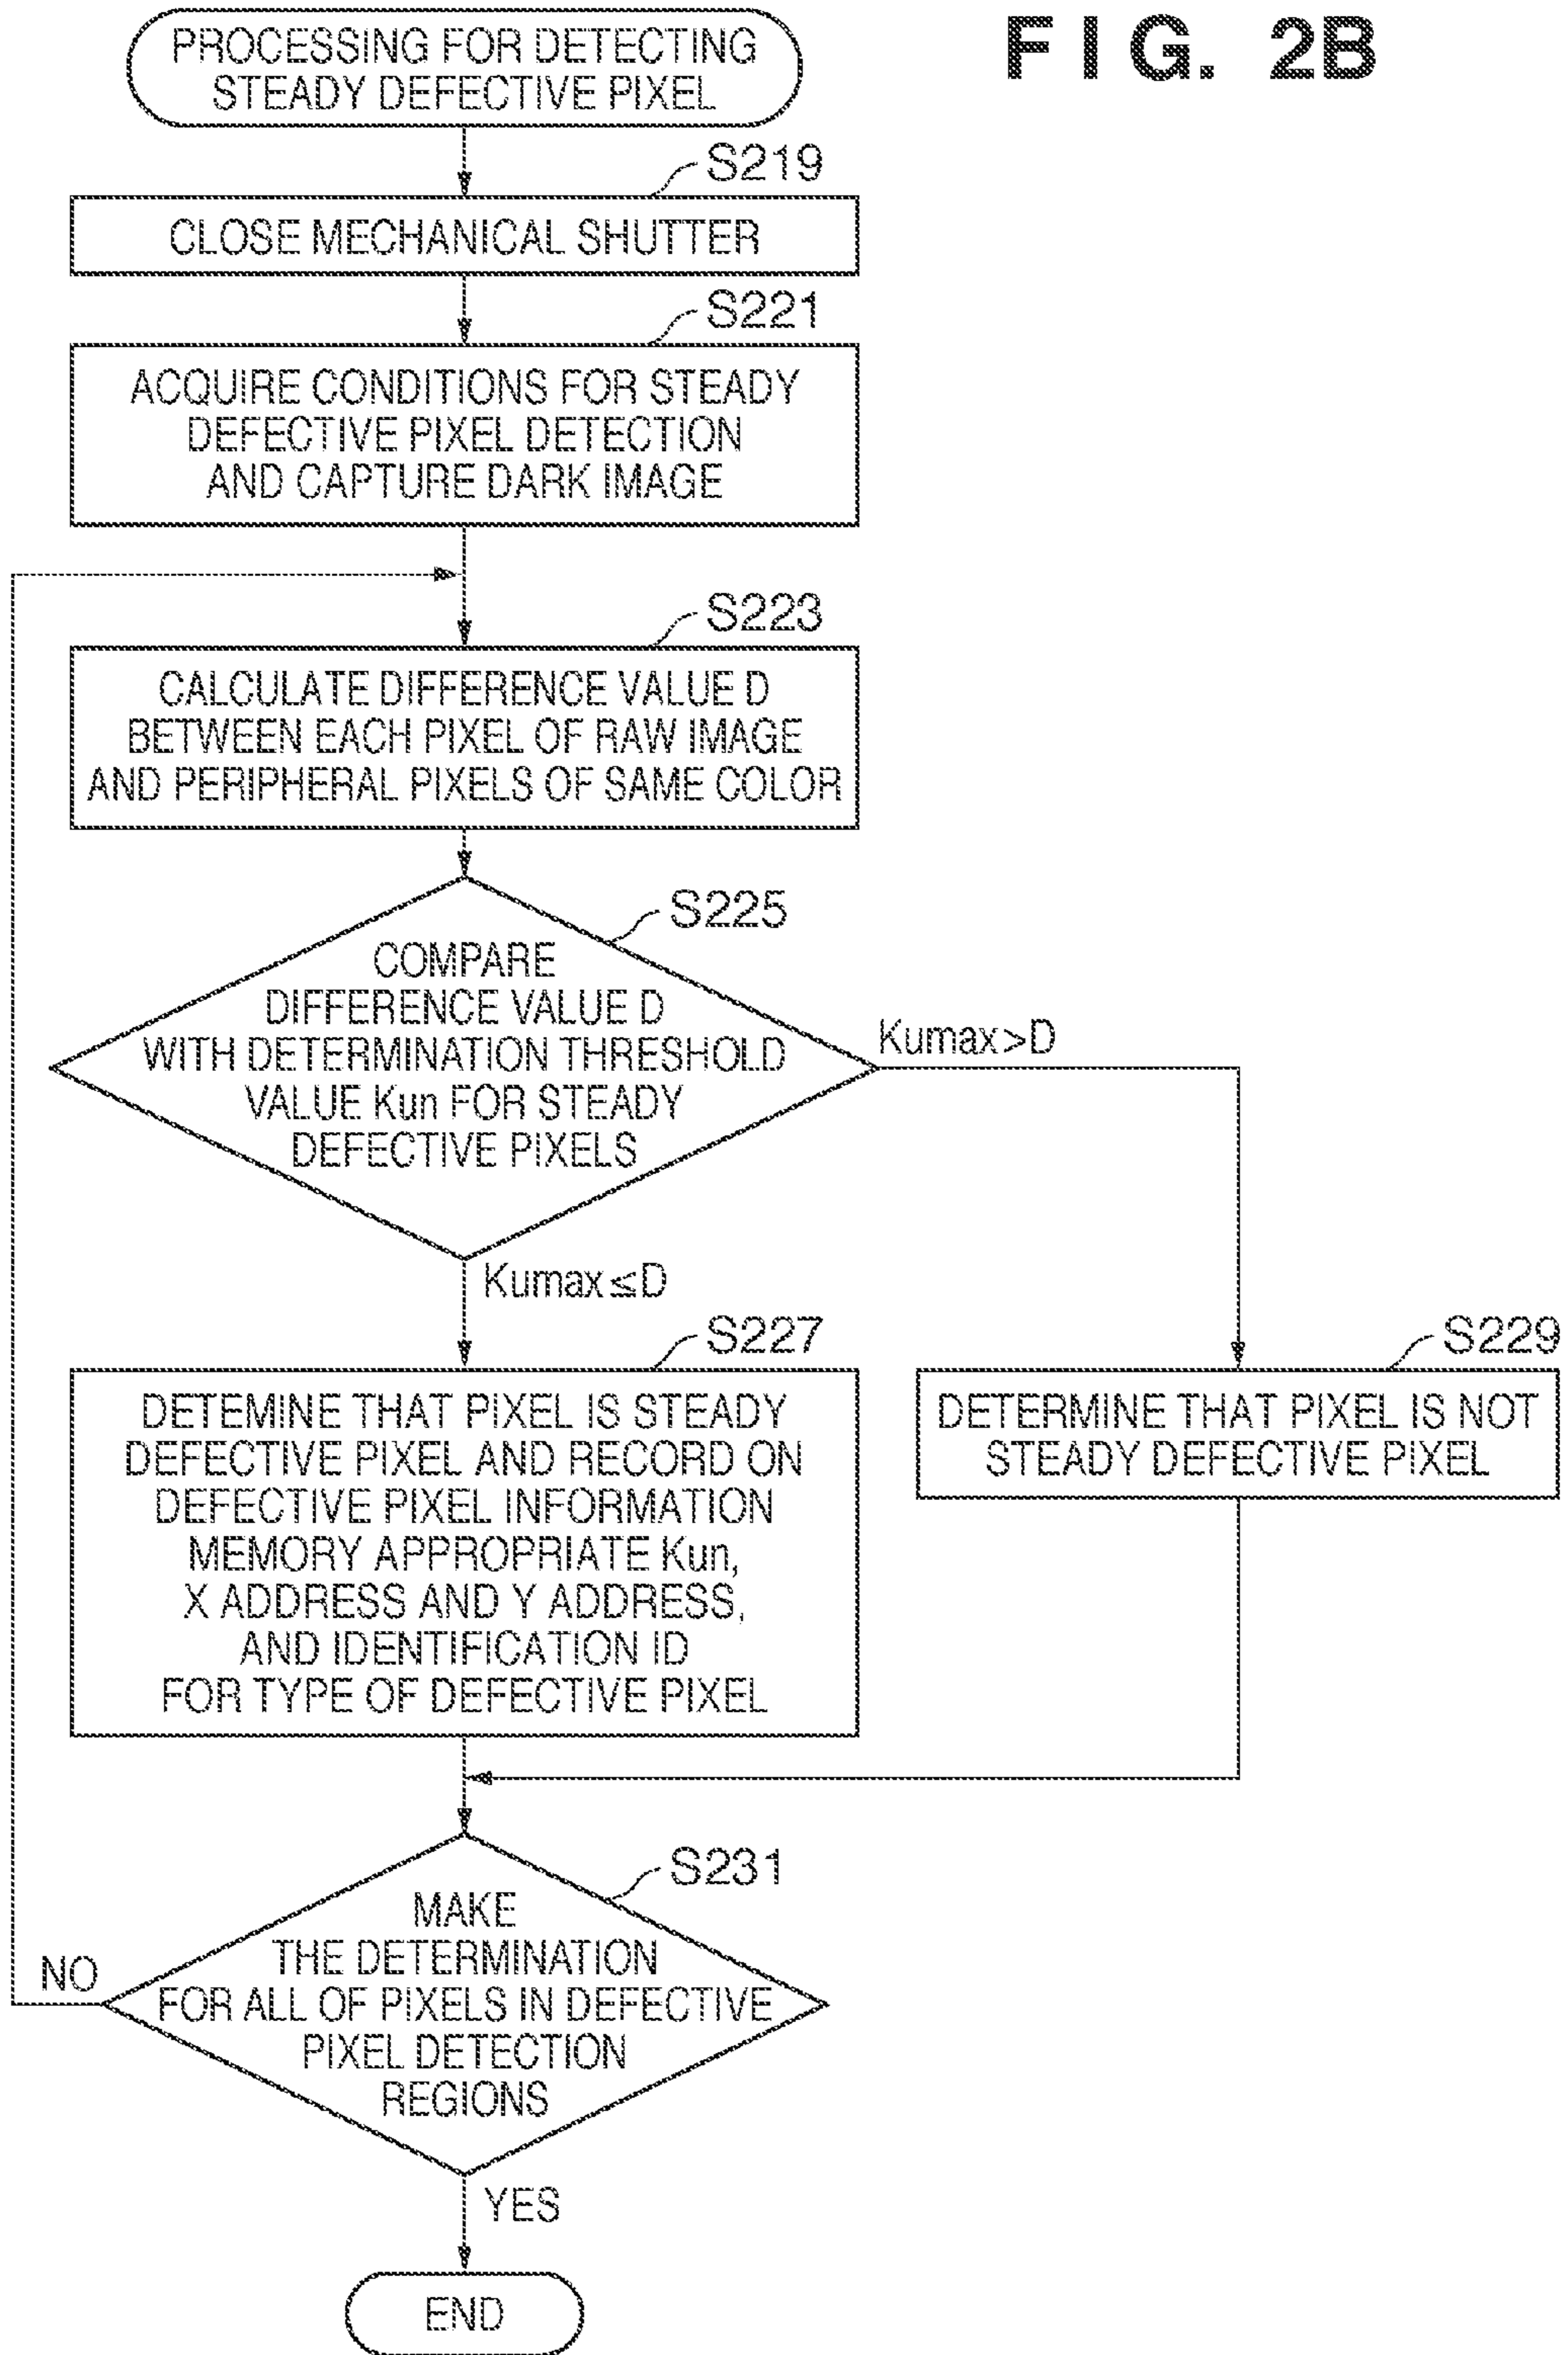 PROCESSING FOR DETECTING
STEADY DEFECTIVE PIXEL
F I G. 2B
S219
CLOSE MECHANICAL SHUTTER
S221
ACQUIRE CONDITIONS FOR STEADY
DEFECTIVE PIXEL DETECTION
AND CAPTURE DARK IMAGE
S223
CALCULATE DIFFERENCE VALUE D
BETWEEN EACH PIXEL OF RAW IMAGE
AND PERIPHERAL PIXELS OF SAME COLOR
S225
COMPARE
DIFFERENCE VALUE D
WITH DETERMINATION THRESHOLD
VALUE Kun FOR STEADY
DEFECTIVE PIXELS
Kumax>D
Kumax≤D
S227
DETEMINE THAT PIXEL IS STEADY
DEFECTIVE PIXEL AND RECORD ON
DEFECTIVE PIXEL INFORMATION
MEMORY APPROPRIATE Kun,
X ADDRESS AND Y ADDRESS,
AND IDENTIFICATION ID
FOR TYPE OF DEFECTIVE PIXEL
S229
DETERMINE THAT PIXEL IS NOT
STEADY DEFECTIVE PIXEL
S231
MAKE
THE DETERMINATION
FOR ALL OF PIXELS IN DEFECTIVE
PIXEL DETECTION
REGIONS
NO
YES
END